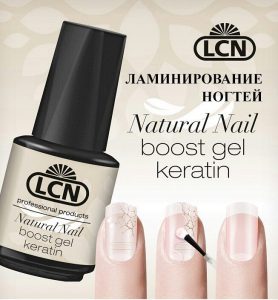 LCN
ЛАМИНИРОВАНИЕ
НОГТЕЙ
Natural Nail
boost gel
keratin
LCN
professional products
Natural Nail
boost gel
keratin